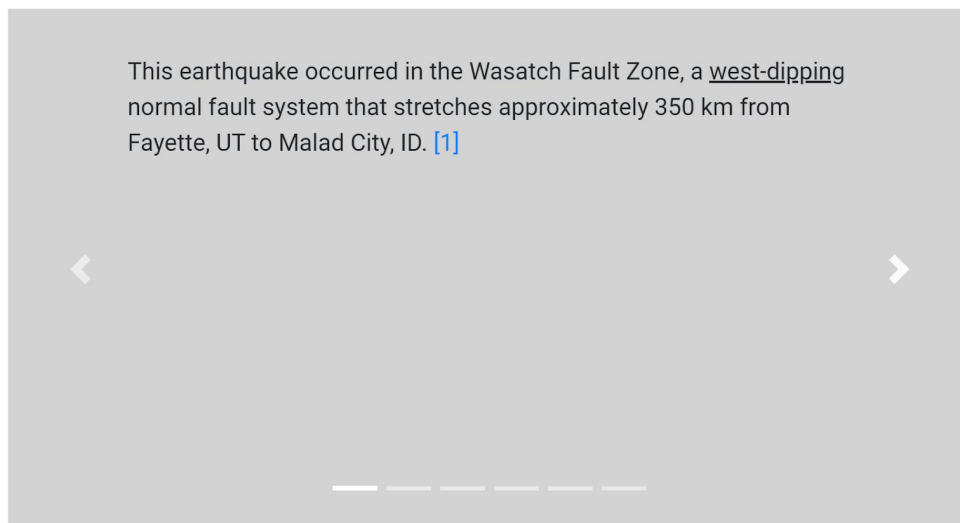 This earthquake occurred in the Wasatch Fault Zone, a west-dipping
normal fault system that stretches approximately 350 km from
Fayette, UT to Malad City, ID. [1]